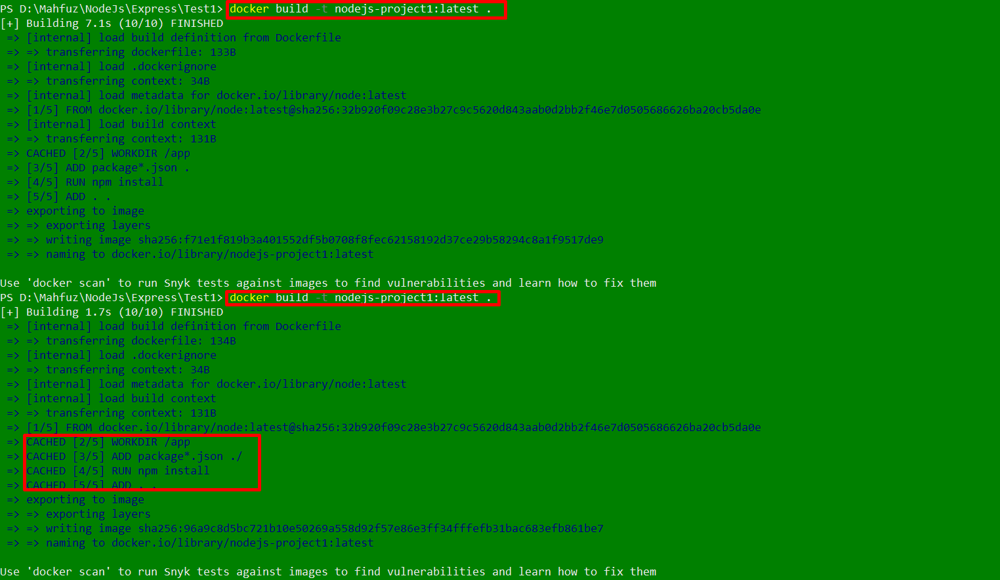 PS D:\Mahfuz\NodeJs\Express\Test1> docker build -t nodejs-project1:latest .
[+] Building 7.1s (10/10) FINISHED
=> [internal] load build definition from Dockerfile
=> => transferring dockerfile: 133B
=> [internal] load .dockerignore
=> => transferring context: 34B
=> [internal] load metadata for docker.io/library/node:latest
=> [1/5] FROM docker.io/library/node:latest@sha256:32b920f09c28e3b27c9c5620d843aab0d2bb2f46e7d0505686626ba20cb5da0e
=> [internal] load build context
=> => transferring context: 131B
=> CACHED [2/5] WORKDIR /app
=> [3/5] ADD package*.json .
=> [4/5] RUN npm install
=> [5/5] ADD . .
=> exporting to image
=> => exporting layers
=> => writing image sha256:f71e1f819b3a401552df5b0708f8fec62158192d37ce29b58294c8a1f9517de9
=> => naming to docker.io/library/nodejs-project1:latest
Use 'docker scan' to run Snyk tests against images to find vulnerabilities and learn how to fix them
PS D:\Mahfuz\NodeJs\Express\Test1> docker build -t nodejs-project1:latest .
[+] Building 1.7s (10/10) FINISHED
=> [internal] load build definition from Dockerfile
=> => transferring dockerfile: 134B
=> [internal] load .dockerignore
=> => transferring context: 34B
=> [internal] load metadata for docker.io/library/node:latest
=> [internal] load build context
=> => transferring context: 131B
=> [1/5] FROM docker.io/library/node:latest@sha256:32b920f09c28e3b27c9c5620d843aab0d2bb2f46e7d0505686626ba20cb5da0e
=> CACHED [2/5] WORKDIR /app
=> CACHED [3/5] ADD package*.json ./
=> CACHED [4/5] RUN npm install
=> CACHED [5/5] ADD . .
=> exporting to image
=> => exporting layers
=> => writing image sha256:96a9c8d5bc721b10e50269a558d92f57e86e3ff34fffefb31bac683efb861be7
=> => naming to docker.io/library/nodejs-project1:latest
Use 'docker scan' to run Snyk tests against images to find vulnerabilities and learn how to fix them